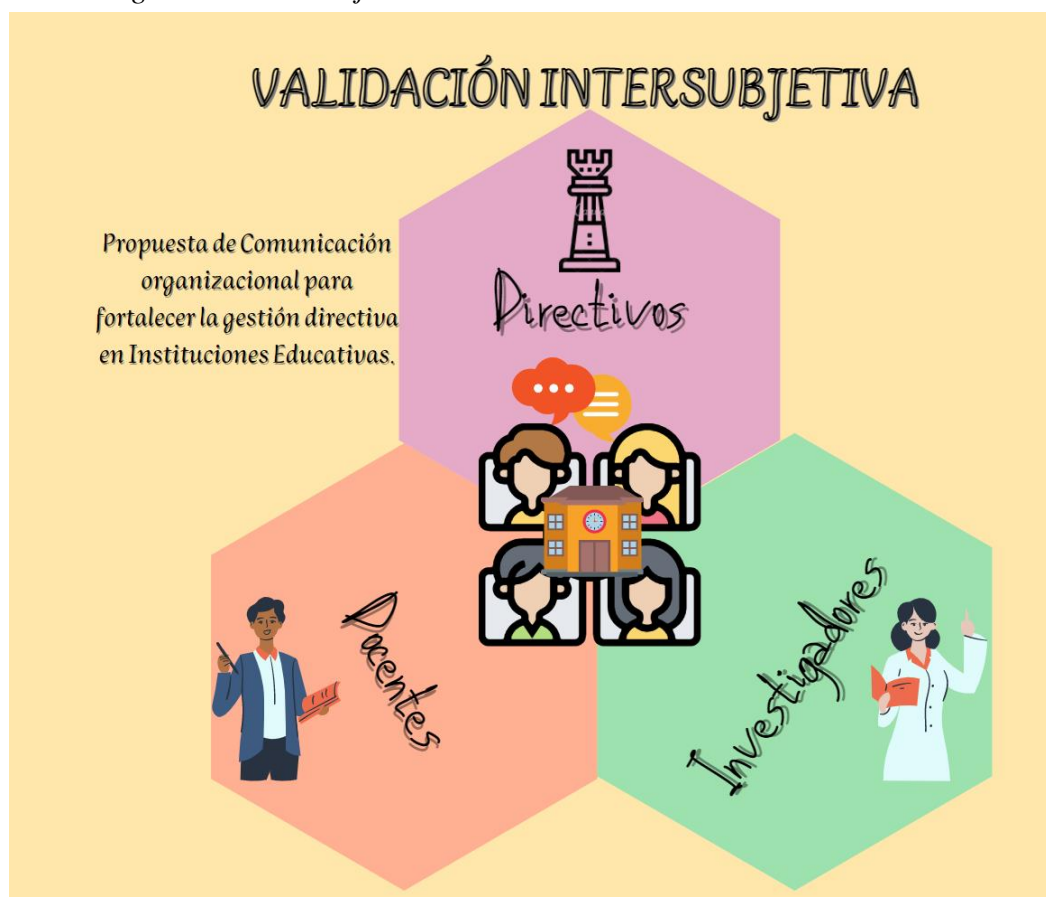 VALIDACIÓN INTERSUBJETIVA
Propuesta de Comunicación
organizacional para
fortalecer la gestión directiva
en Instituciones Educativas.
Directivos
Docentes
Investigadores